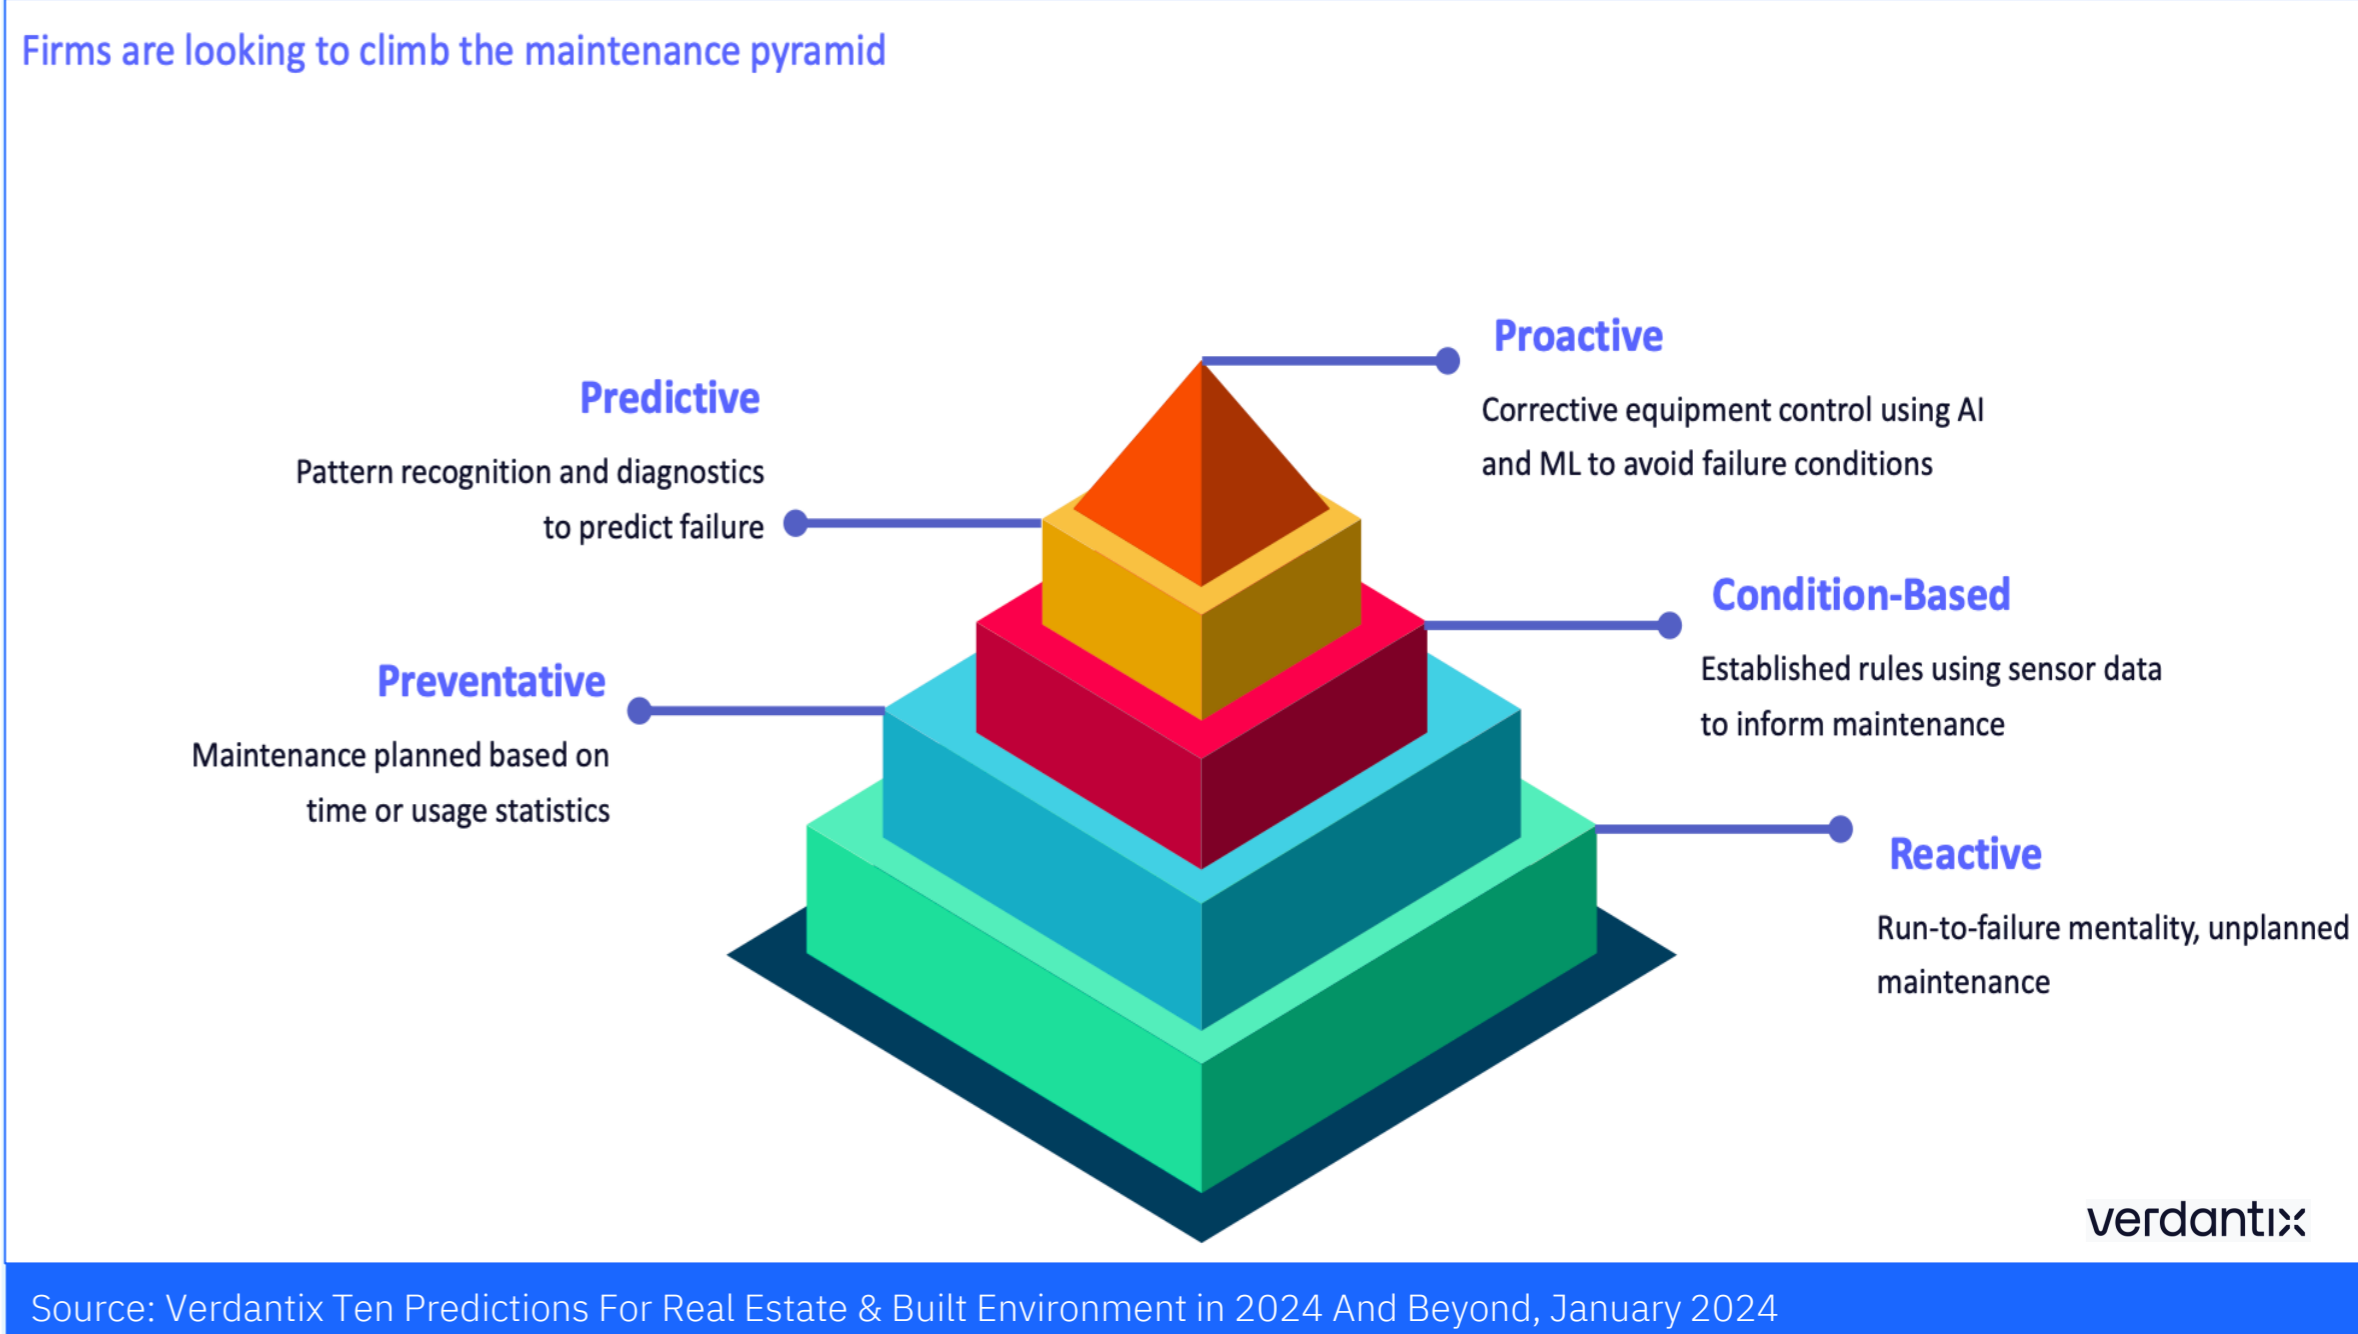 Firms are looking to climb the maintenance pyramid
Proactive
Corrective equipment control using AI
and ML to avoid failure conditions
Predictive
Pattern recognition and diagnostics
to predict failure
Condition-Based
Established rules using sensor data
to inform maintenance
Preventative
Maintenance planned based on
time or usage statistics
Reactive
Run-to-failure mentality, unplanned
maintenance
verdantix
Source: Verdantix Ten Predictions For Real Estate & Built Environment in 2024 And Beyond, January 2024